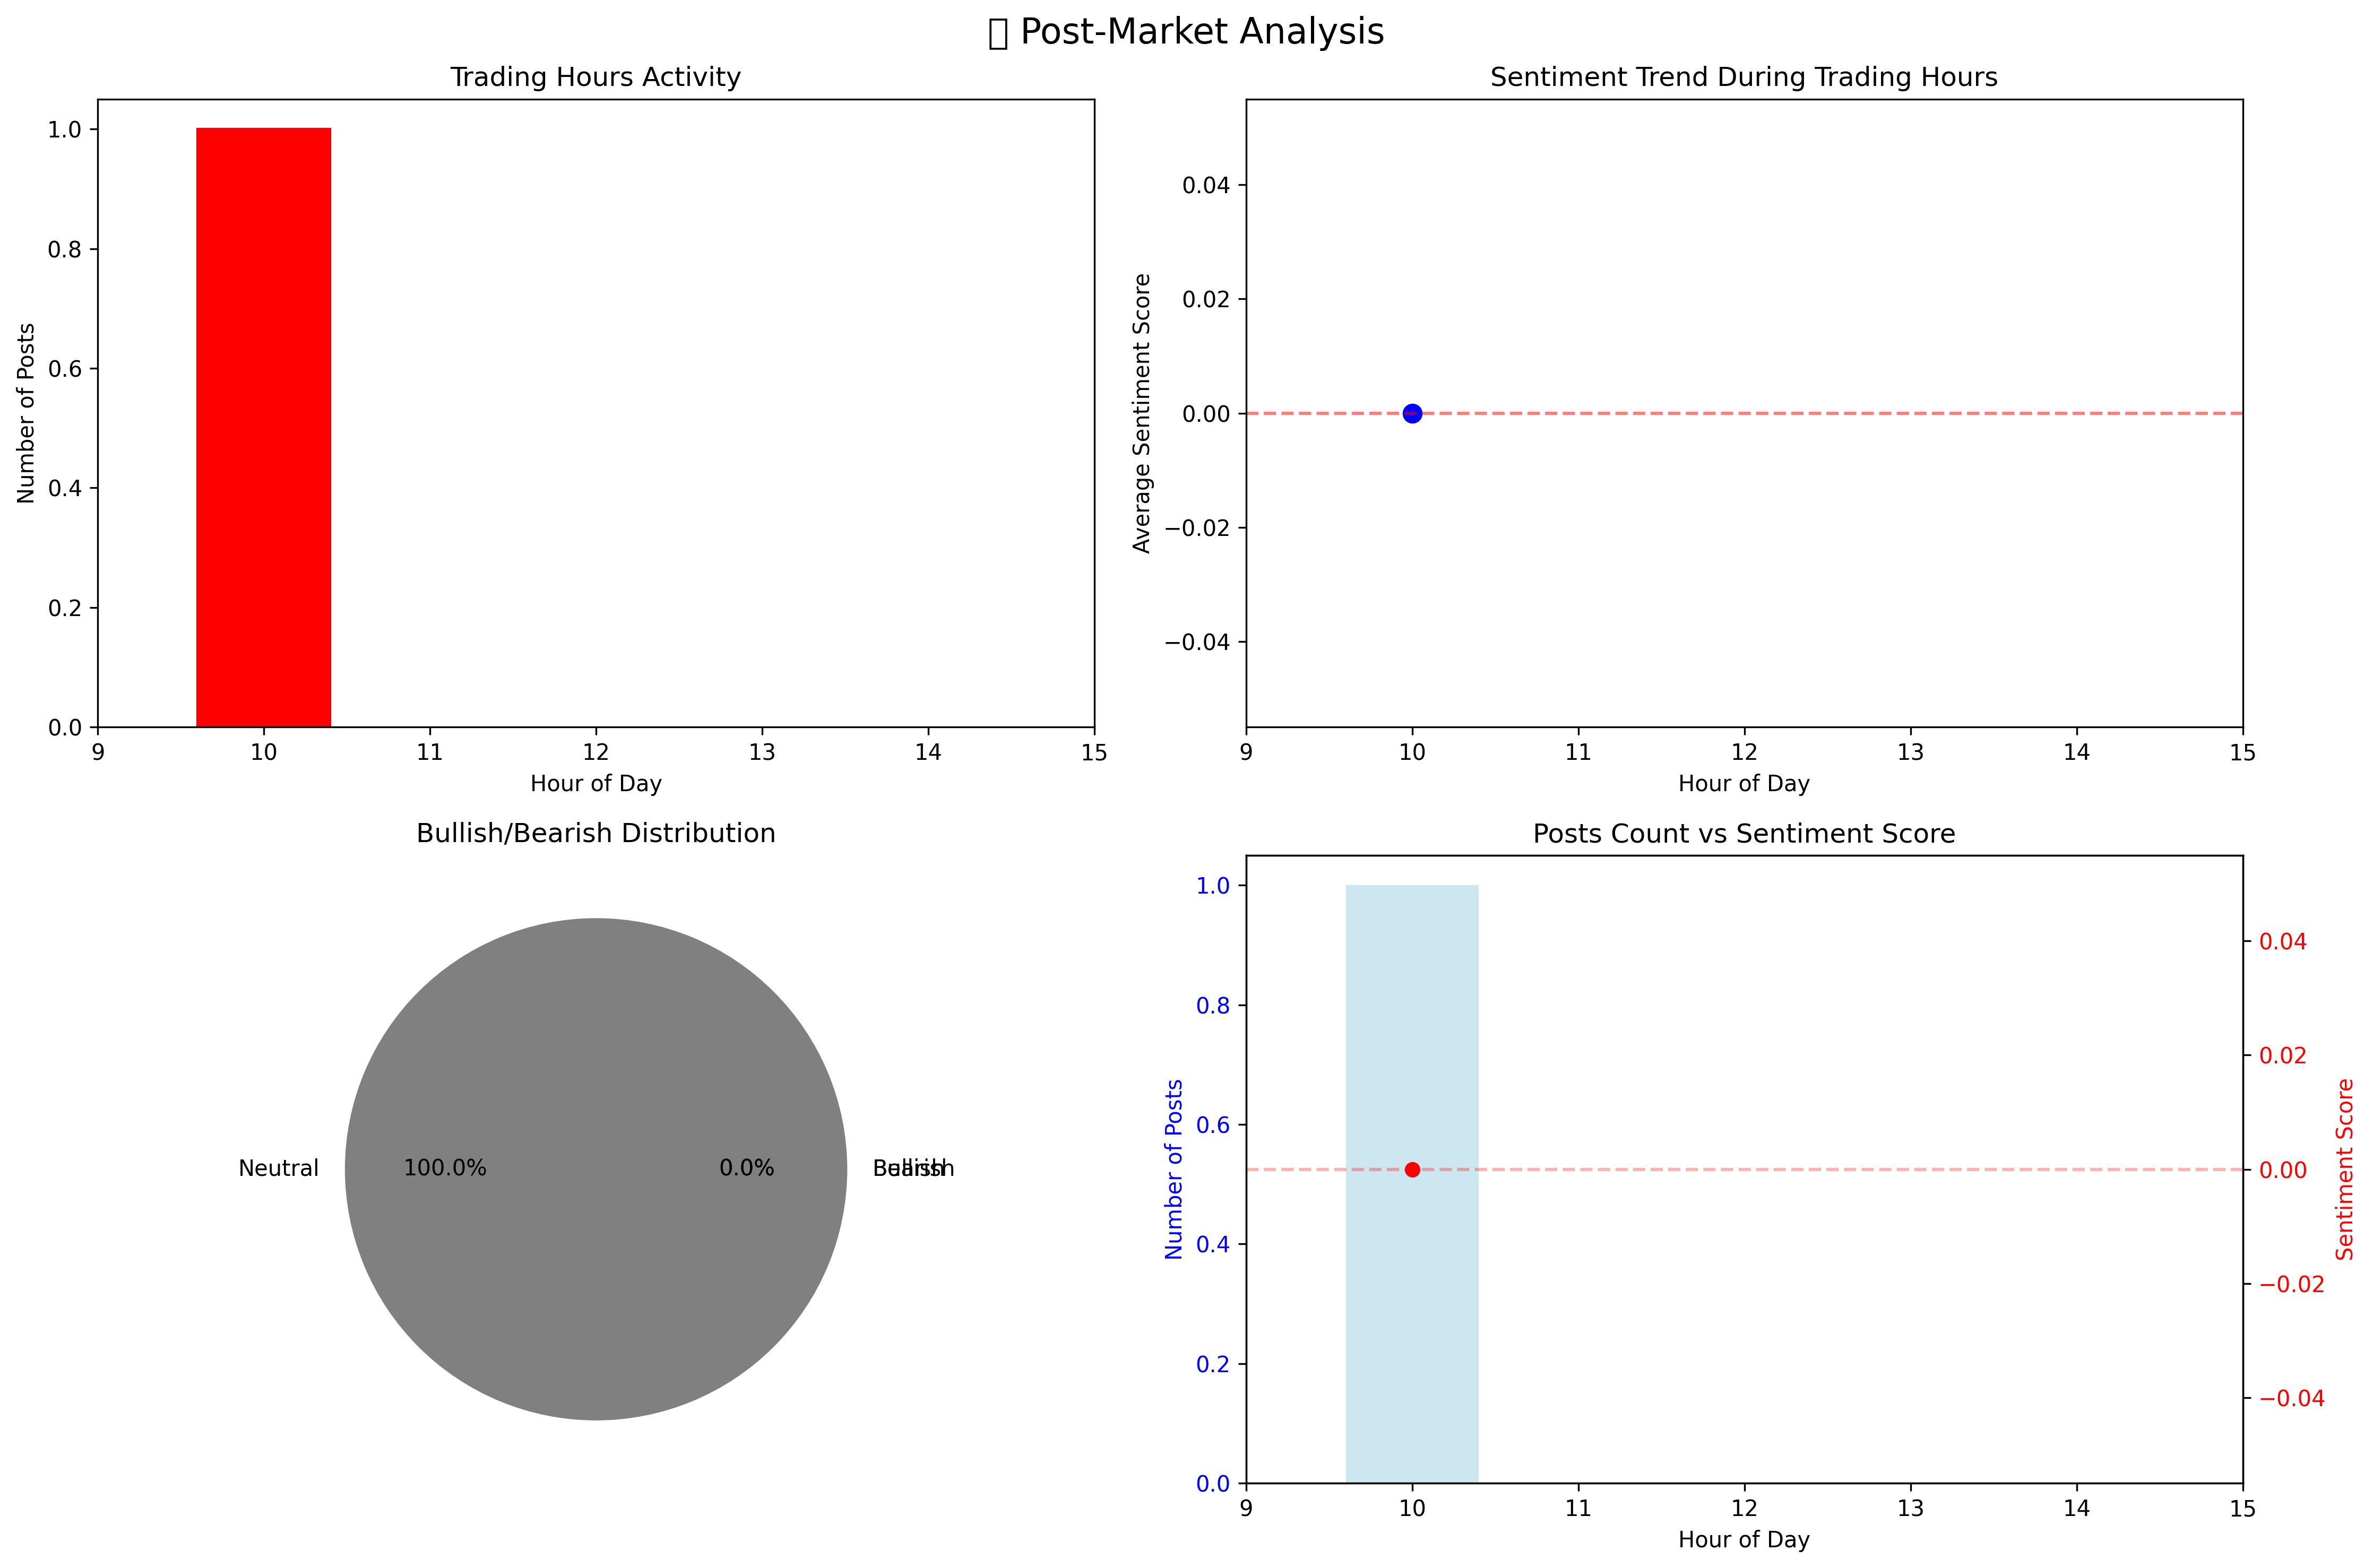 Post-Market Analysis
Trading Hours Activity
Number of Posts
1.0
0.8
0.6
0.4
0.2
0.0
9 10 11 12 13 14 15
Hour of Day
Sentiment Trend During Trading Hours
Average Sentiment Score
0.04
0.02
0.00
−0.02
−0.04
9 10 11 12 13 14 15
Hour of Day
Bullish/Bearish Distribution
Neutral 100.0% 0.0% Bullish
Bearish
Posts Count vs Sentiment Score
Number of Posts
1.0
0.8
0.6
0.4
0.2
0.0
0.04
0.02
0.00
−0.02
−0.04
Sentiment Score
9 10 11 12 13 14 15
Hour of Day